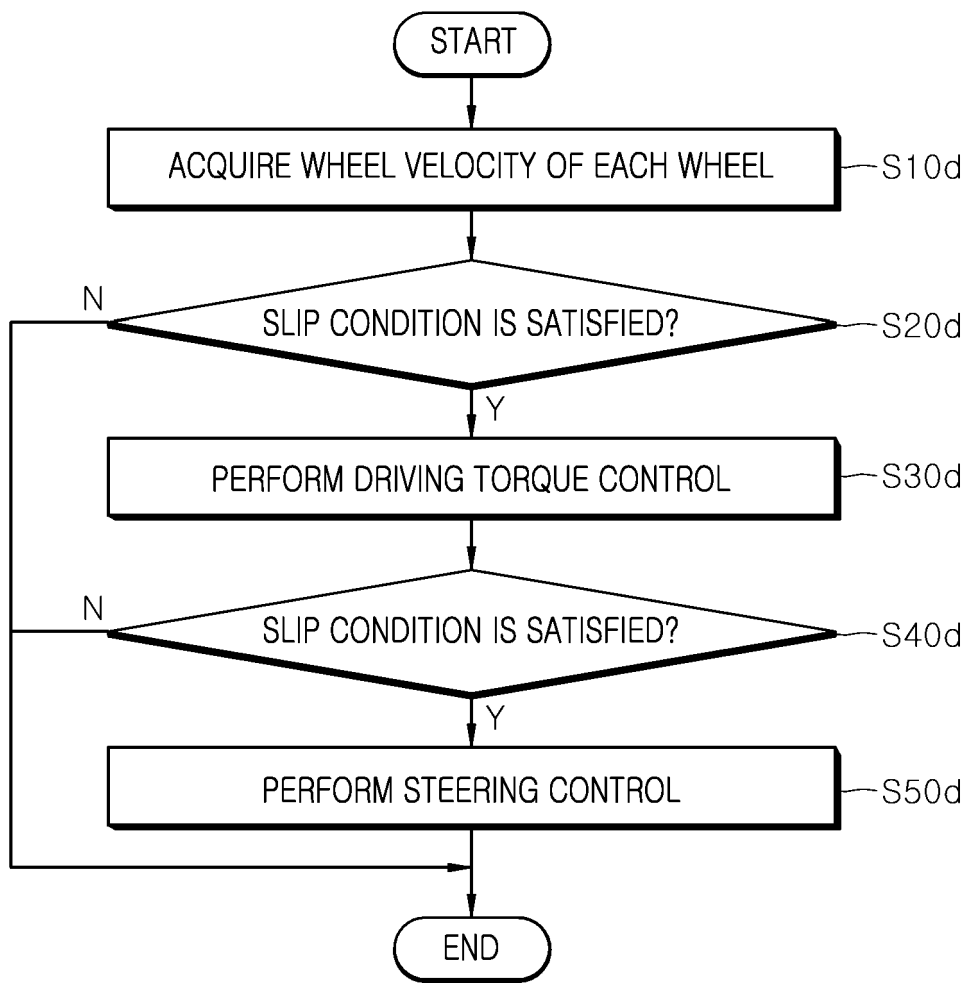 START
ACQUIRE WHEEL VELOCITY OF EACH WHEEL
S10d
N
SLIP CONDITION IS SATISFIED?
S20d
Y
PERFORM DRIVING TORQUE CONTROL
S30d
N
SLIP CONDITION IS SATISFIED?
S40d
Y
PERFORM STEERING CONTROL
S50d
END